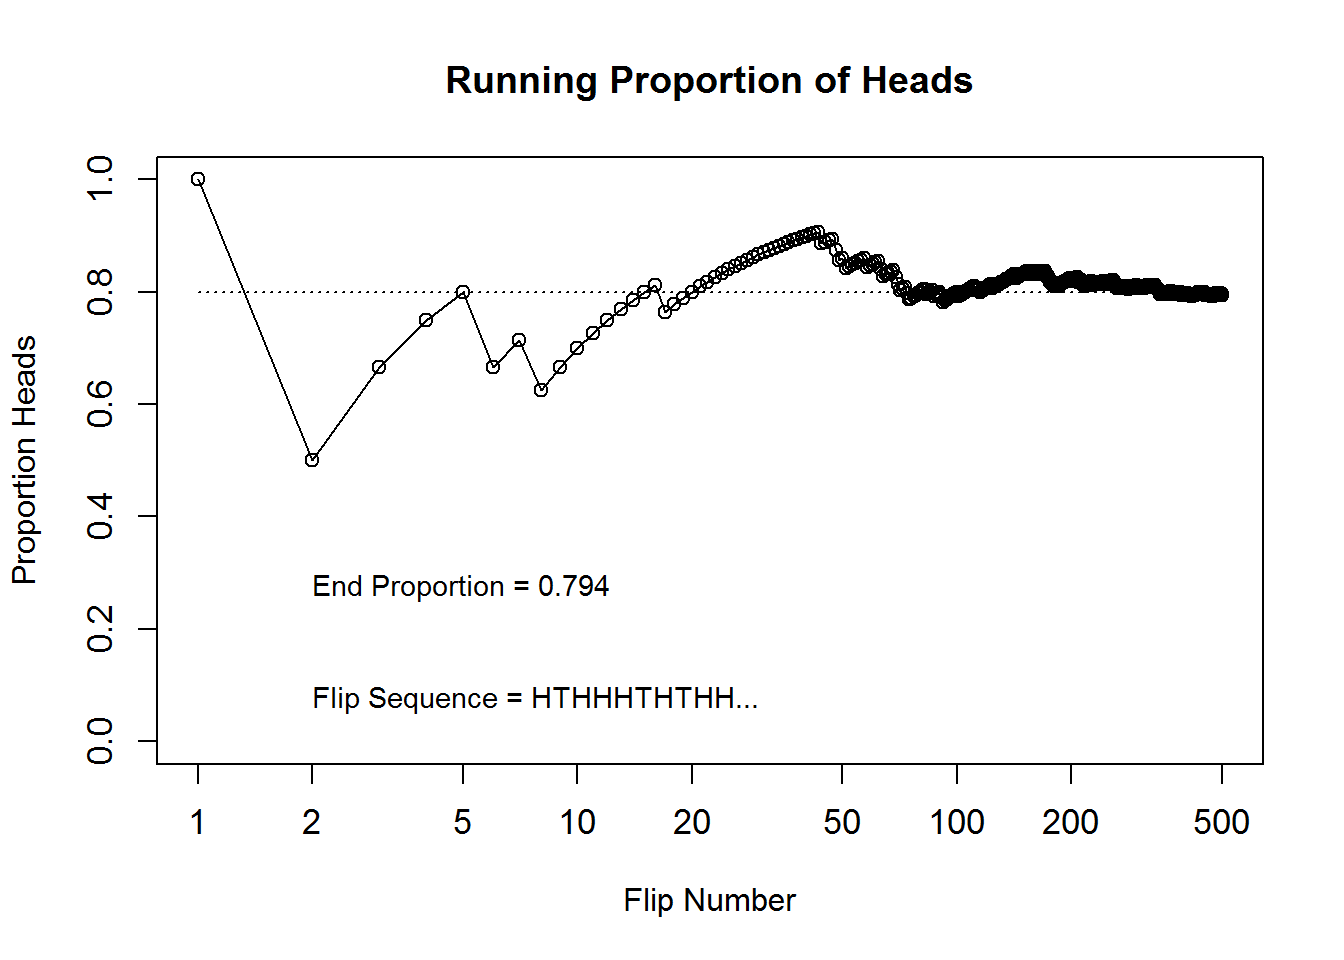 Running Proportion of Heads
Proportion Heads
1.0
0.8
0.6
0.4
0.2
0.0
End Proportion = 0.794
Flip Sequence = HTHHHTHTHH...
1 2 5 10 20 50 100 200 500
Flip Number